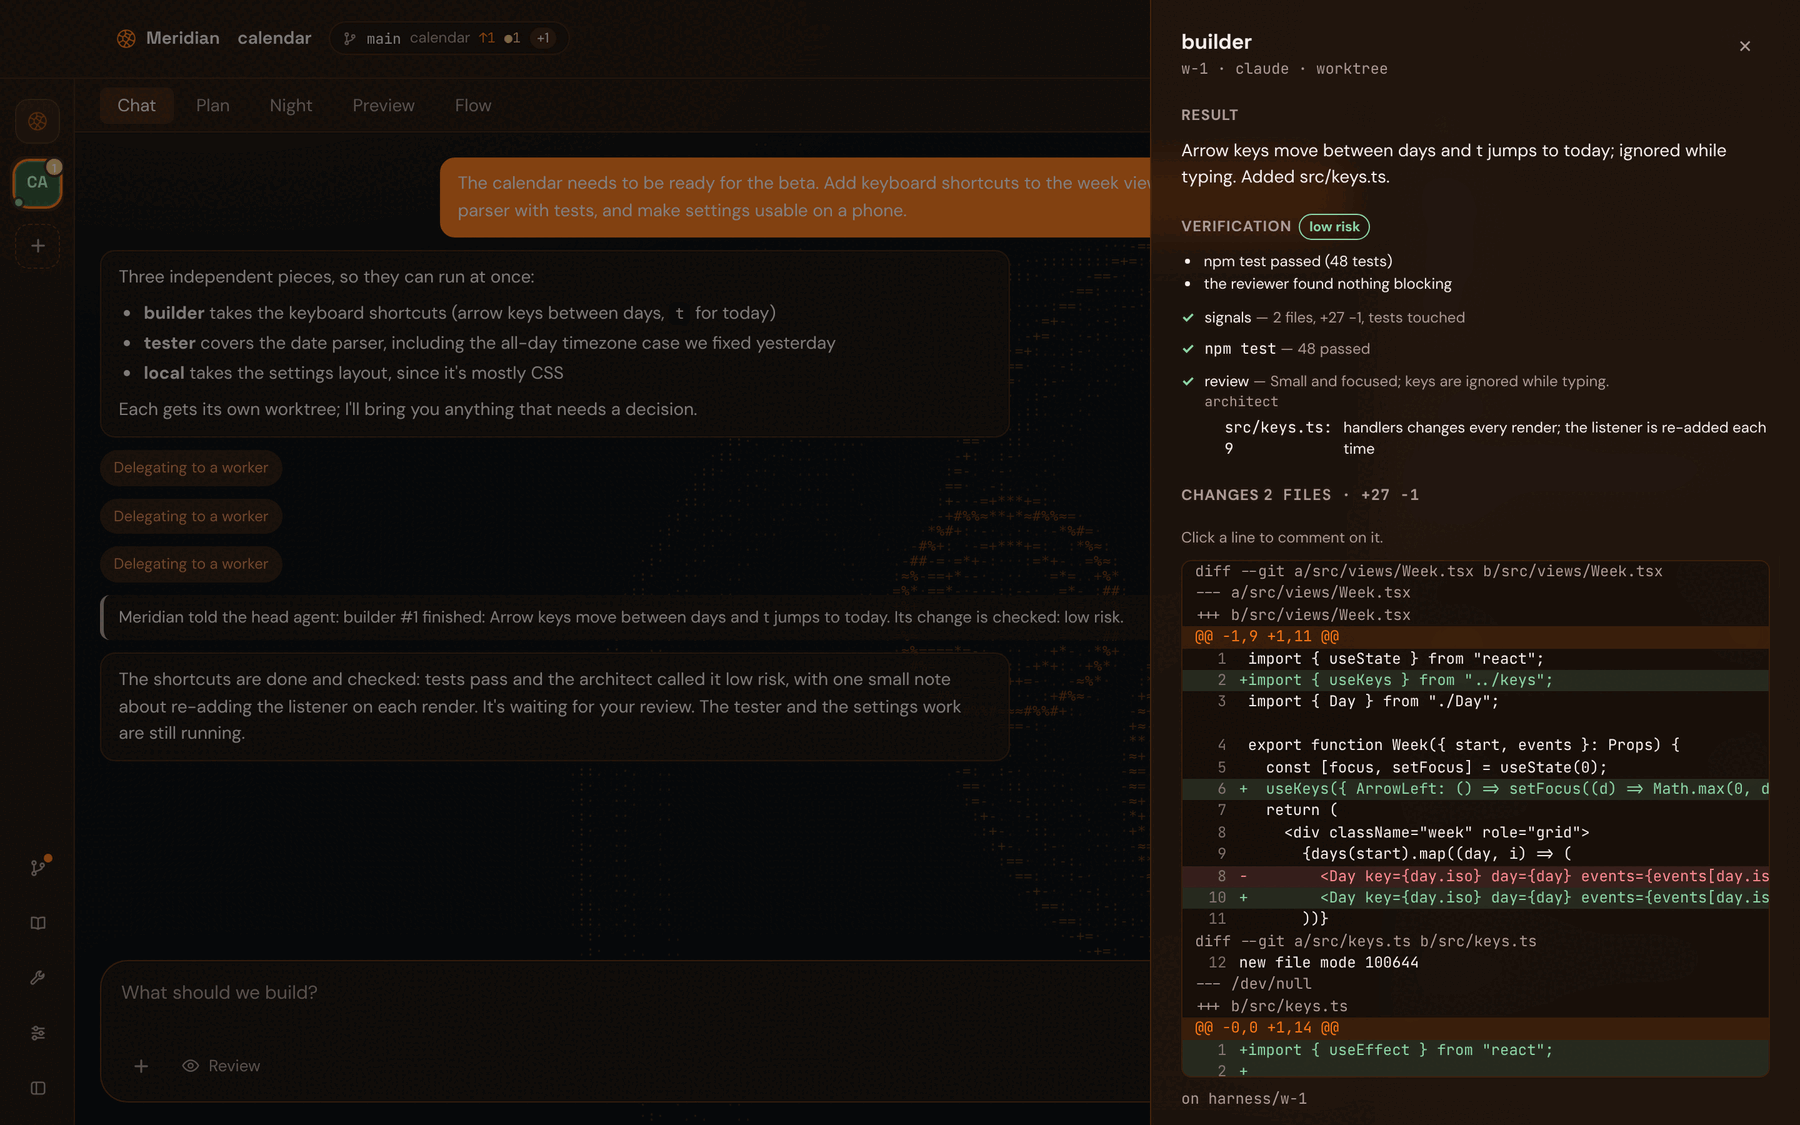 Meridian calendar main calendar ↑1 ●1 +1
CA
1
Chat Plan Night Preview Flow
The calendar needs to be ready for the beta. Add keyboard shortcuts to the week view
parser with tests, and make settings usable on a phone.
Three independent pieces, so they can run at once:
• builder takes the keyboard shortcuts (arrow keys between days, t for today)
• tester covers the date parser, including the all-day timezone case we fixed yesterday
• local takes the settings layout, since it's mostly CSS
Each gets its own worktree; I'll bring you anything that needs a decision.
Delegating to a worker
Delegating to a worker
Delegating to a worker
Meridian told the head agent: builder #1 finished: Arrow keys move between days and t jumps to today. Its change is checked: low risk.
The shortcuts are done and checked: tests pass and the architect called it low risk, with one small note
about re-adding the listener on each render. It's waiting for your review. The tester and the settings work
are still running.
What should we build?
+ Review
builder ×
w-1 · claude · worktree
RESULT
Arrow keys move between days and t jumps to today; ignored while
typing. Added src/keys.ts.
VERIFICATION low risk
• npm test passed (48 tests)
• the reviewer found nothing blocking
✓ signals — 2 files, +27 -1, tests touched
✓ npm test — 48 passed
✓ review — Small and focused; keys are ignored while typing.
architect
src/keys.ts: handlers changes every render; the listener is re-added each
9 time
CHANGES 2 FILES · +27 -1
Click a line to comment on it.
diff --git a/src/views/Week.tsx b/src/views/Week.tsx
--- a/src/views/Week.tsx
+++ b/src/views/Week.tsx
@@ -1,9 +1,11 @@
1 import { useState } from "react";
2 +import { useKeys } from "../keys";
3 import { Day } from "./Day";
4 export function Week({ start, events }: Props) {
5 const [focus, setFocus] = useState(0);
6 + useKeys({ ArrowLeft: () => setFocus((d) => Math.max(0, d
7 return (
8 <div className="week" role="grid">
9 {days(start).map((day, i) => (
8 - <Day key={day.iso} day={day} events={events[day.is
10 + <Day key={day.iso} day={day} events={events[day.is
11 ))}
diff --git a/src/keys.ts b/src/keys.ts
12 new file mode 100644
--- /dev/null
+++ b/src/keys.ts
@@ -0,0 +1,14 @@
1 +import { useEffect } from "react";
2 +
on harness/w-1